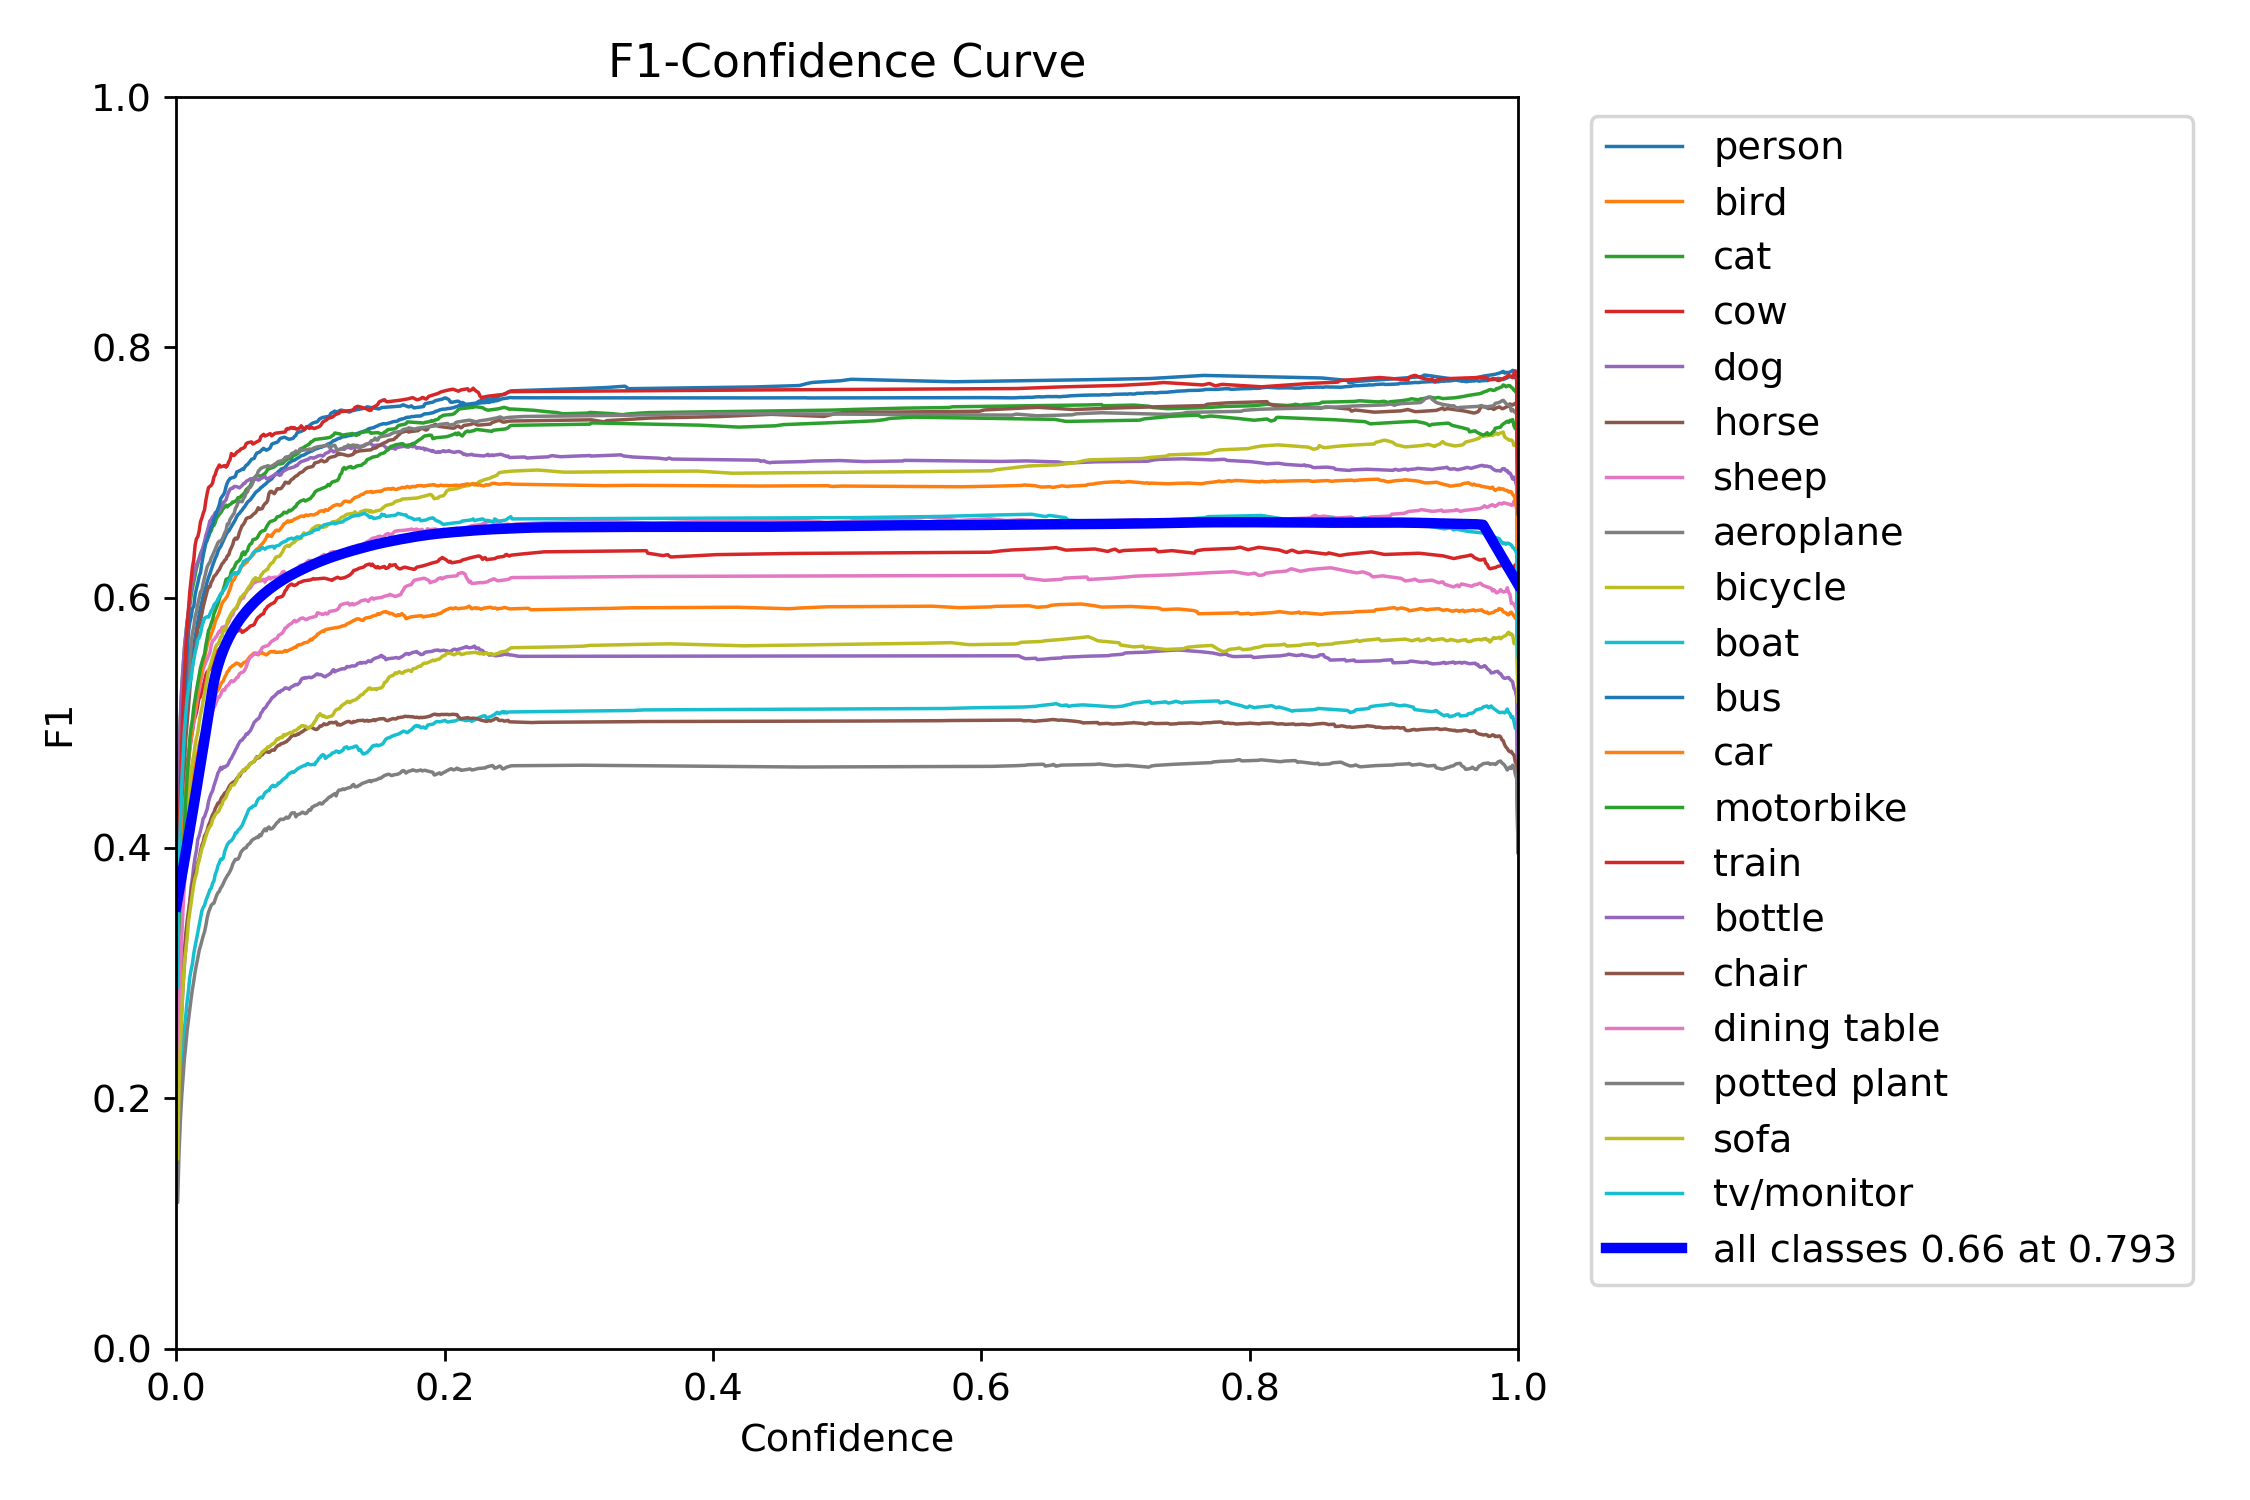 F1-Confidence Curve
1.0
0.8
0.6
0.4
0.2
0.0
F1
0.0 0.2 0.4 0.6 0.8 1.0
Confidence
person
bird
cat
cow
dog
horse
sheep
aeroplane
bicycle
boat
bus
car
motorbike
train
bottle
chair
dining table
potted plant
sofa
tv/monitor
all classes 0.66 at 0.793